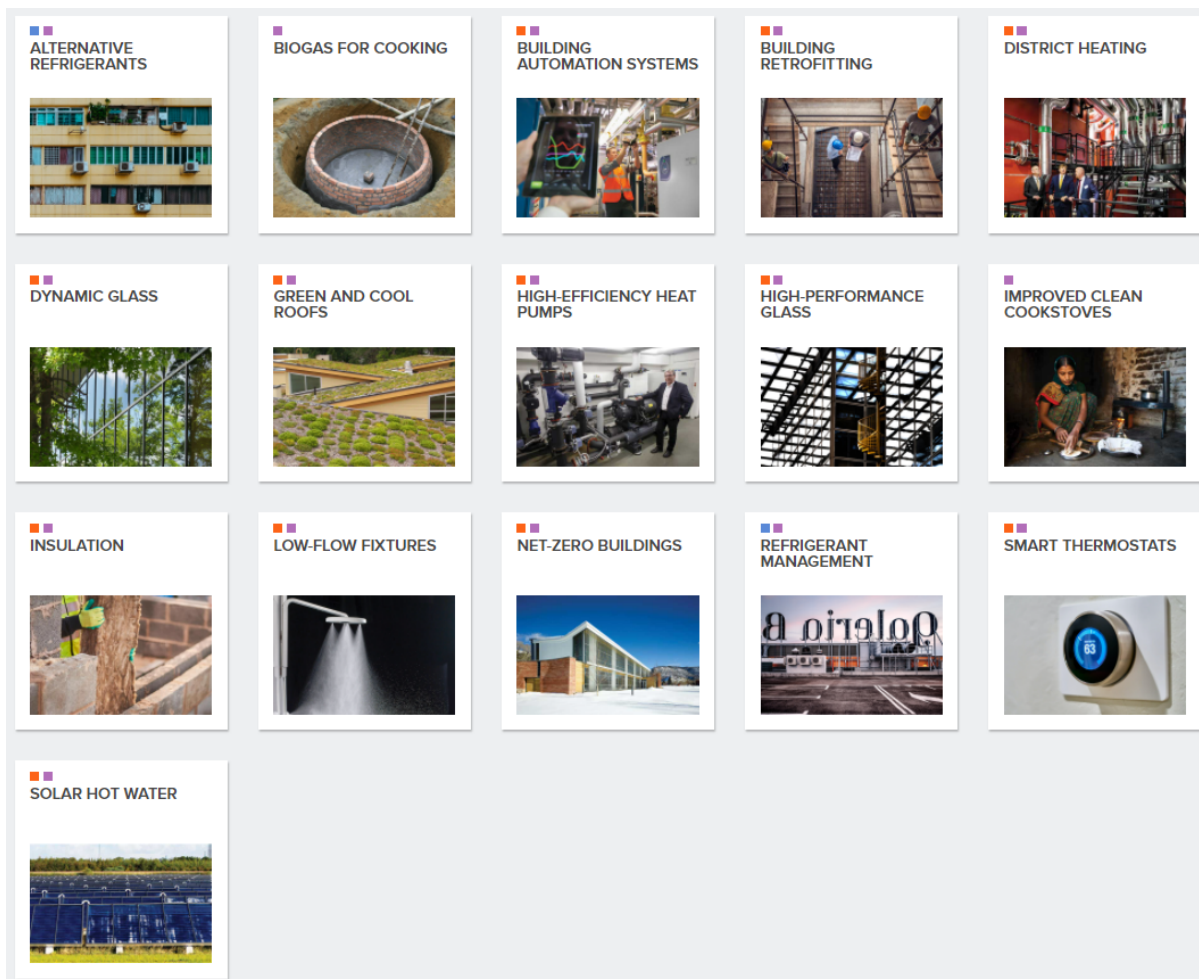 ALTERNATIVE
REFRIGERANTS
BIOGAS FOR COOKING
BUILDING
AUTOMATION SYSTEMS
BUILDING
RETROFITTING
DISTRICT HEATING
DYNAMIC GLASS
GREEN AND COOL
ROOFS
HIGH-EFFICIENCY HEAT
PUMPS
HIGH-PERFORMANCE
GLASS
IMPROVED CLEAN
COOKSTOVES
INSULATION
LOW-FLOW FIXTURES
NET-ZERO BUILDINGS
REFRIGERANT
MANAGEMENT
galeria B
SMART THERMOSTATS
63
SOLAR HOT WATER